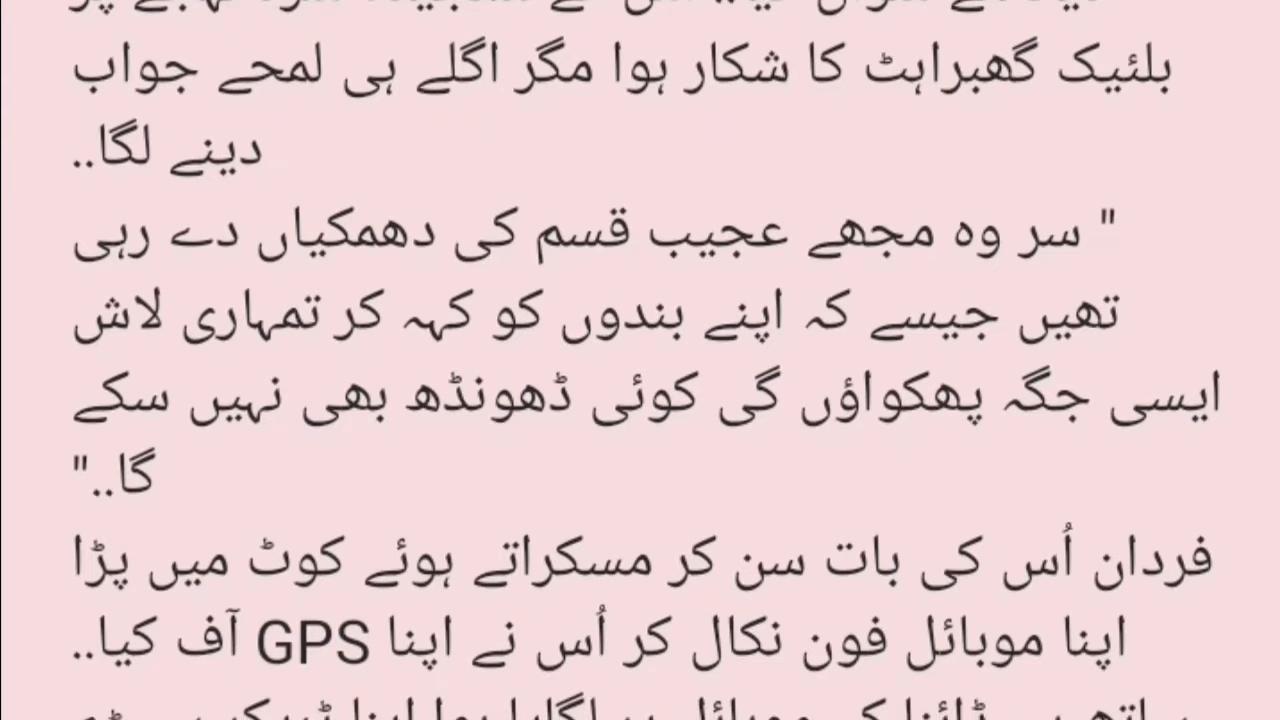 بلئیک گھبراہٹ کا شکار ہوا مگر اگلے ہی لمحے جواب
دینے لگا..
" سر وہ مجھے عجیب قسم کی دھمکیاں دے رہی
تھیں جیسے کہ اپنے بندوں کو کہہ کر تمہاری لاش
ایسی جگہ پھکواؤں گی کوئی ڈھونڈھ بھی نہیں سکے
گا.."
فردان اُس کی بات سن کر مسکراتے ہوئے کوٹ میں پڑا
اپنا موبائل فون نکال کر اُس نے اپنا GPS آف کیا..